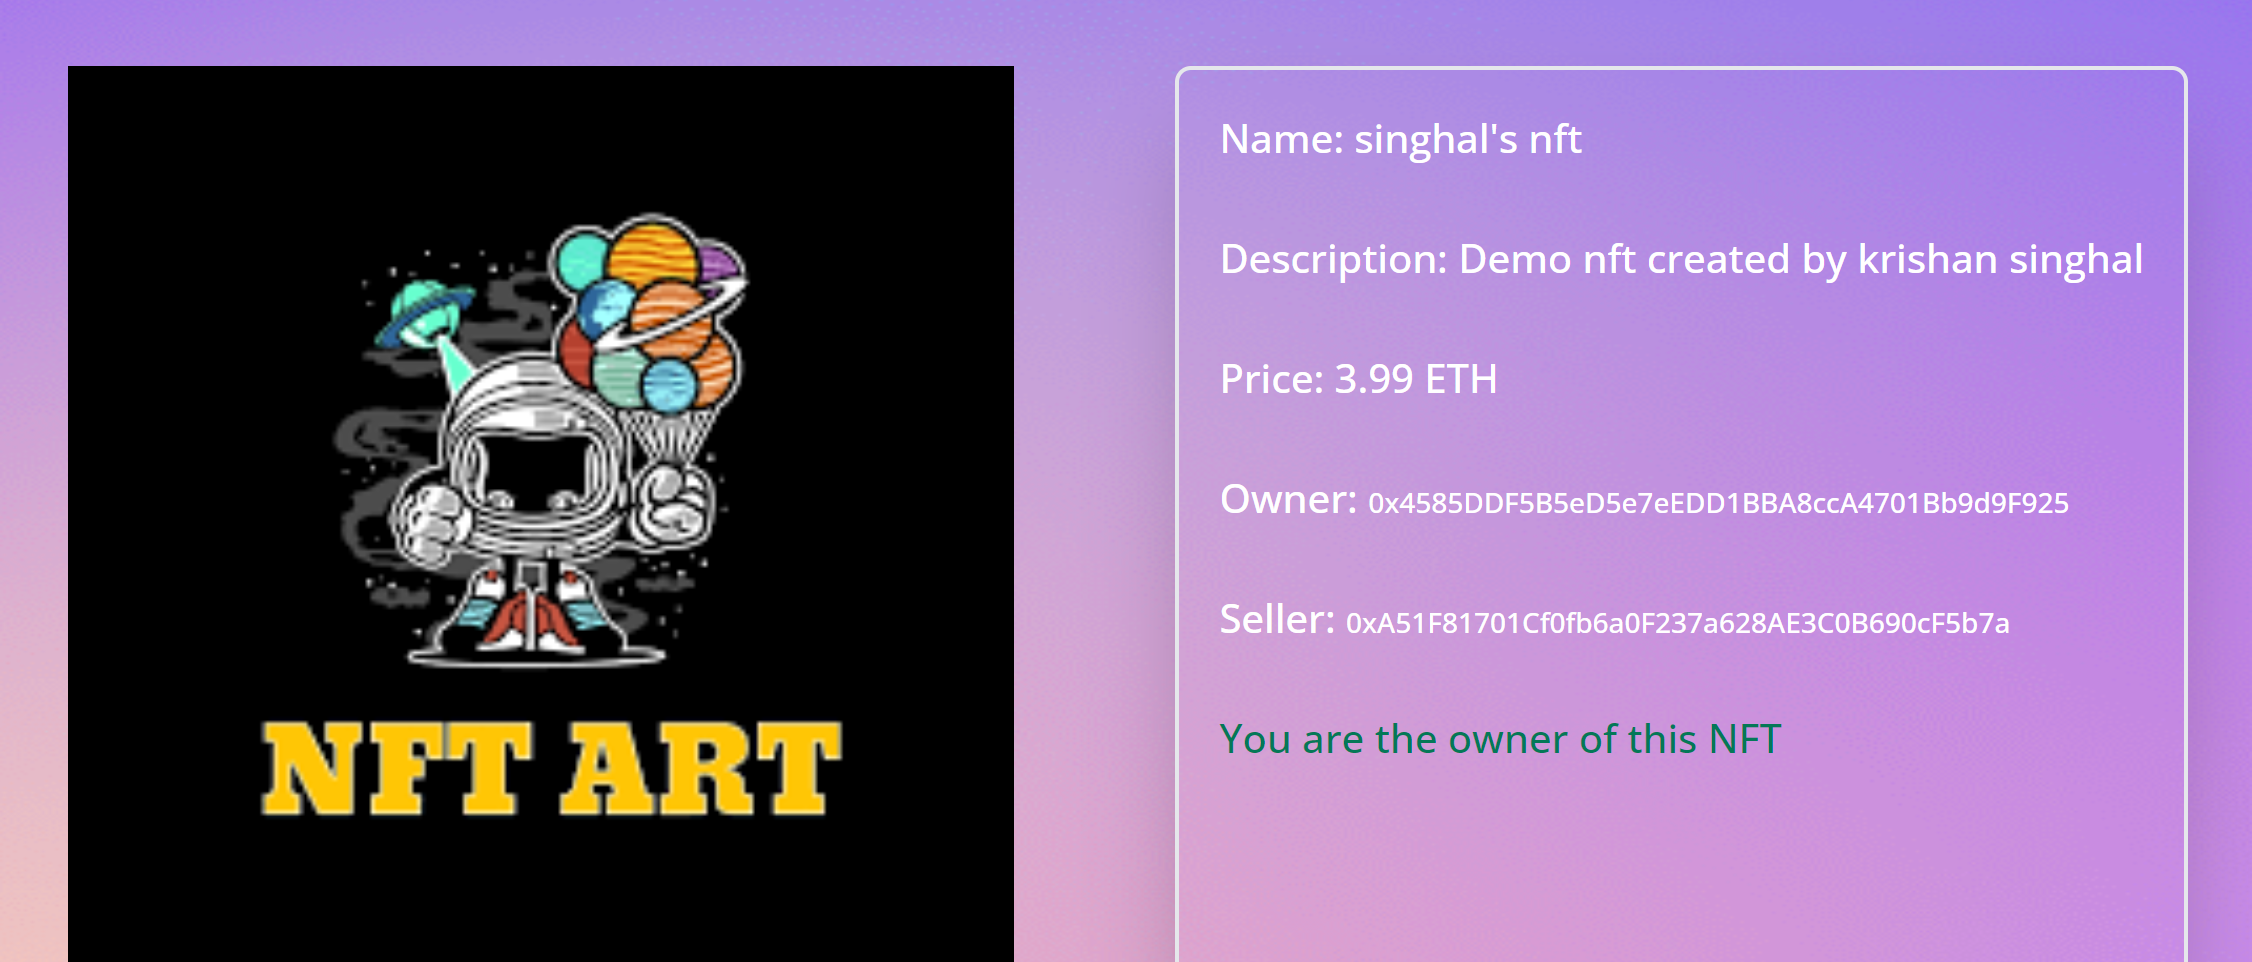 NFT ART
Name: singhal's nft
Description: Demo nft created by krishan singhal
Price: 3.99 ETH
Owner: 0x4585DDF5B5eD5e7eEDD1BBA8ccA4701Bb9d9F925
Seller: 0xA51F81701Cf0fb6a0F237a628AE3C0B690cF5b7a
You are the owner of this NFT